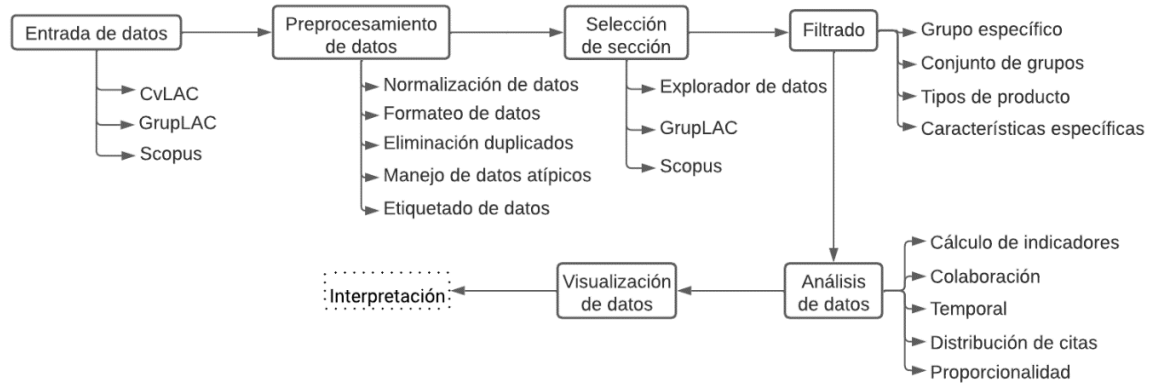 Entrada de datos
CvLAC
GrupLAC
Scopus
Preprocesamiento
de datos
Normalización de datos
Formateo de datos
Eliminación duplicados
Manejo de datos atípicos
Etiquetado de datos
Selección
de sección
Explorador de datos
GrupLAC
Scopus
Filtrado
Grupo específico
Conjunto de grupos
Tipos de producto
Características específicas
Análisis
de datos
Cálculo de indicadores
Colaboración
Temporal
Distribución de citas
Proporcionalidad
Visualización
de datos
Interpretación